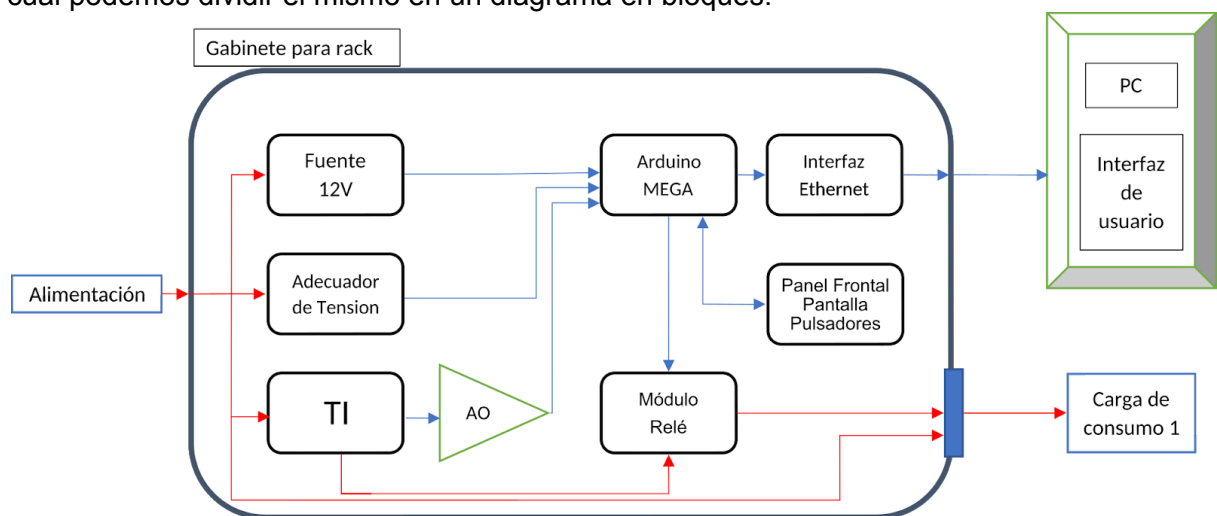 cual podemos dividir el mismo en un diagrama en bloques:
Gabinete para rack
PC
Interfaz
de
usuario
Fuente
12V
Arduino
MEGA
Interfaz
Ethernet
Alimentación
Adecuador
de Tension
Panel Frontal
Pantalla
Pulsadores
TI
AO
Módulo
Relé
Carga de
consumo 1